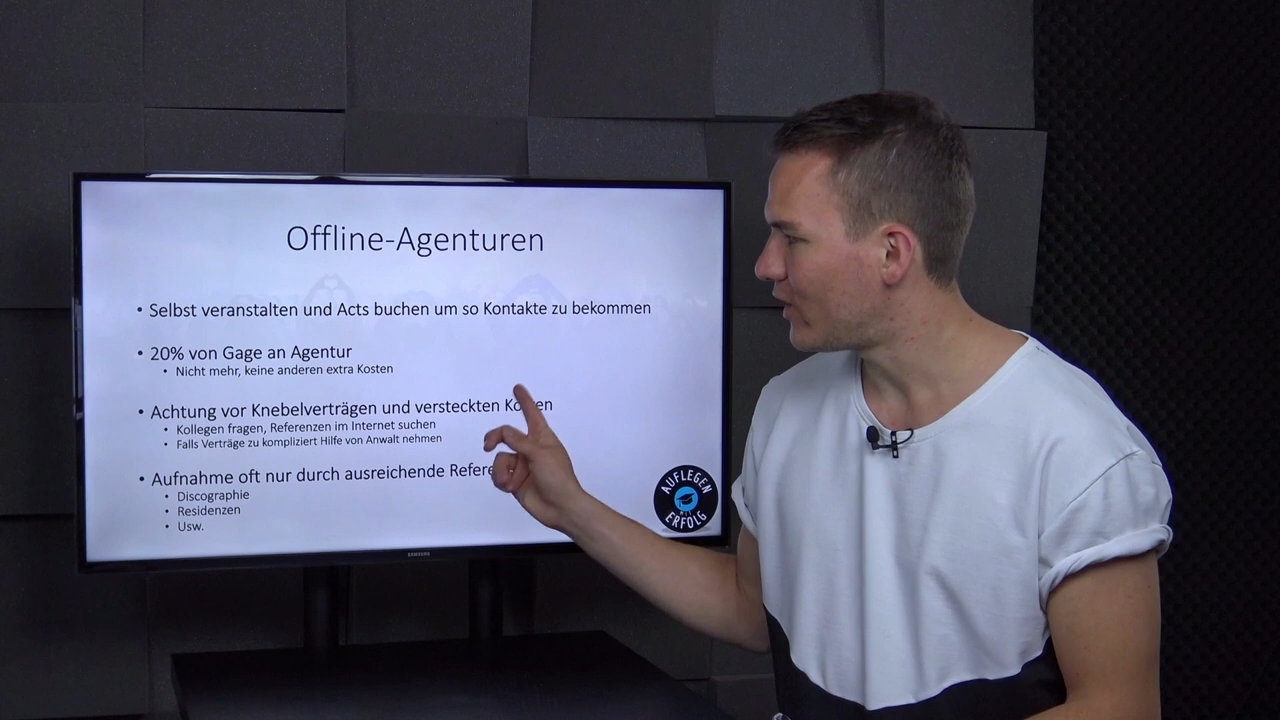 Offline-Agenturen
• Selbst veranstalten und Acts buchen um so Kontakte zu bekommen
• 20% von Gage an Agentur
• Nicht mehr, keine anderen extra Kosten
• Achtung vor Knebelverträgen und versteckten
• Kollegen fragen, Referenzen im Internet suchen
• Falls Verträge zu kompliziert Hilfe von Anwalt nehmen
• Aufnahme oft nur durch ausreichende
• Discographie
• Residenzen
• Usw.
AUFLEGEN
MIT
ERFOLG
SAMSUNG